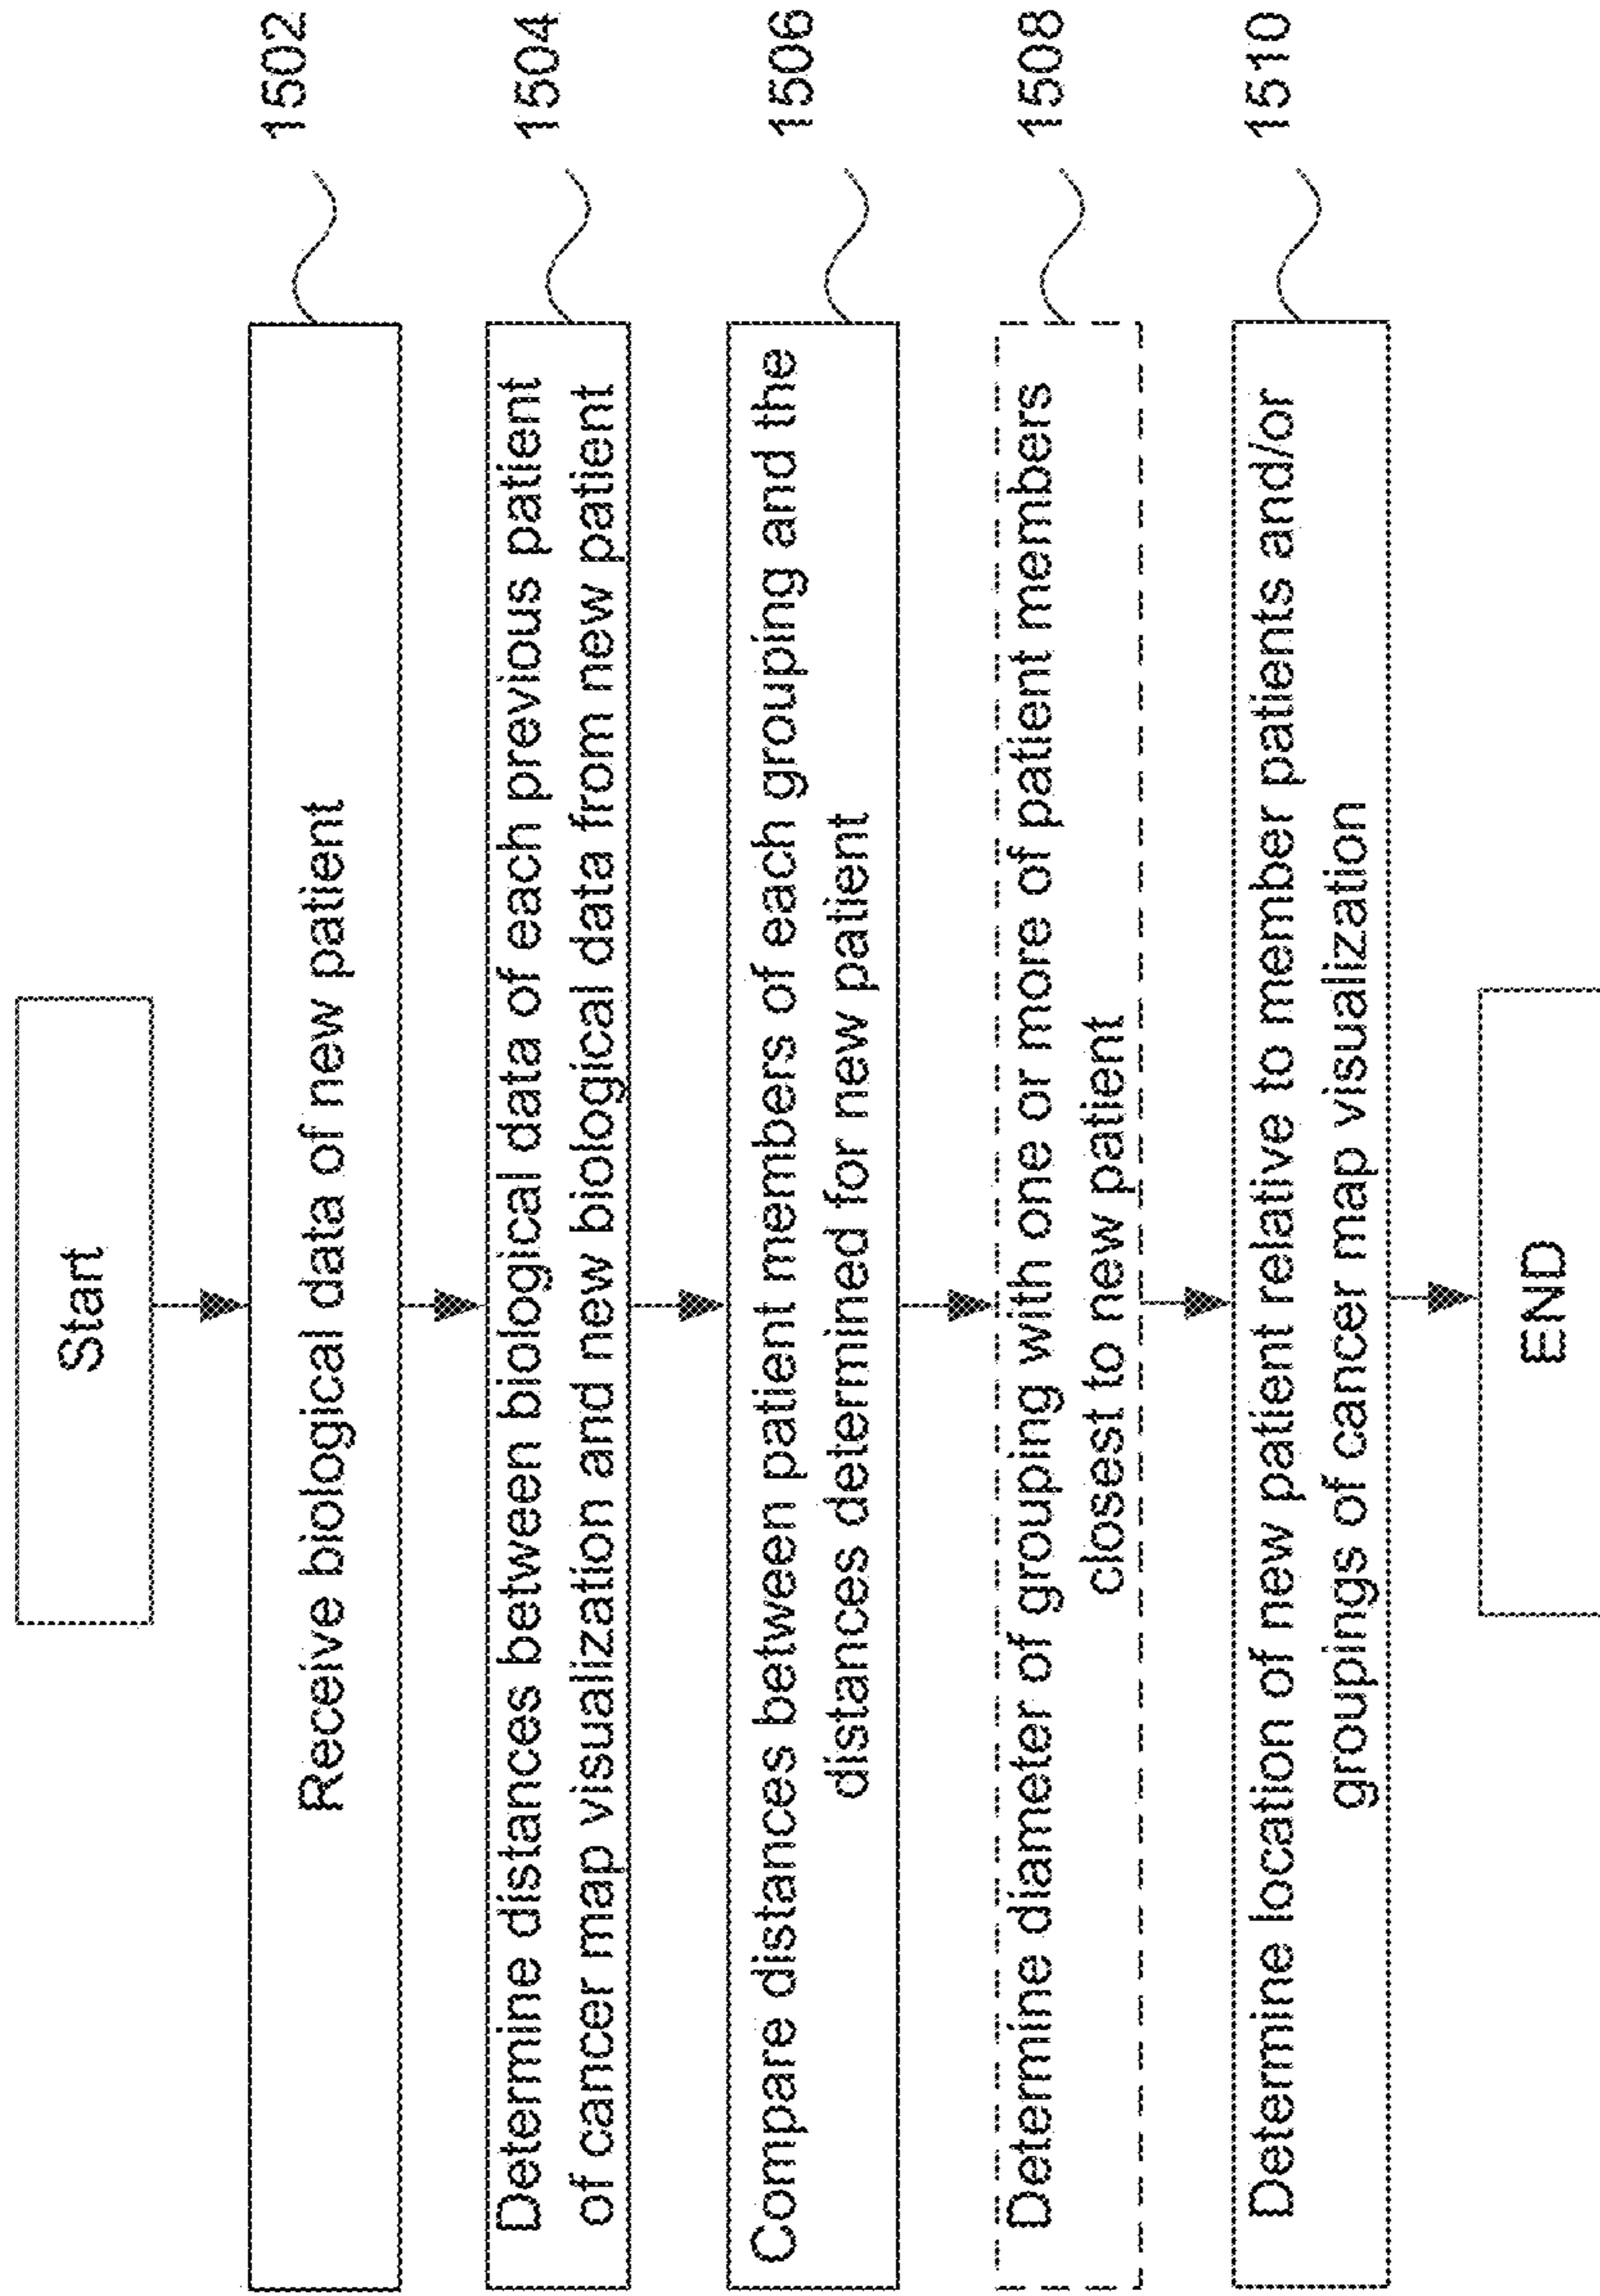 Start
Receive biological data of new patient
1502
Determine distances between biological data of each previous patient
of cancer map visualization and new biological data from new patient
1504
Compare distances between patient members of each grouping and the
distances determined for new patient
1506
Determine diameter of grouping with one or more of patient members
closest to new patient
1508
Determine location of new patient relative to member patients and/or
groupings of cancer map visualization
1510
END